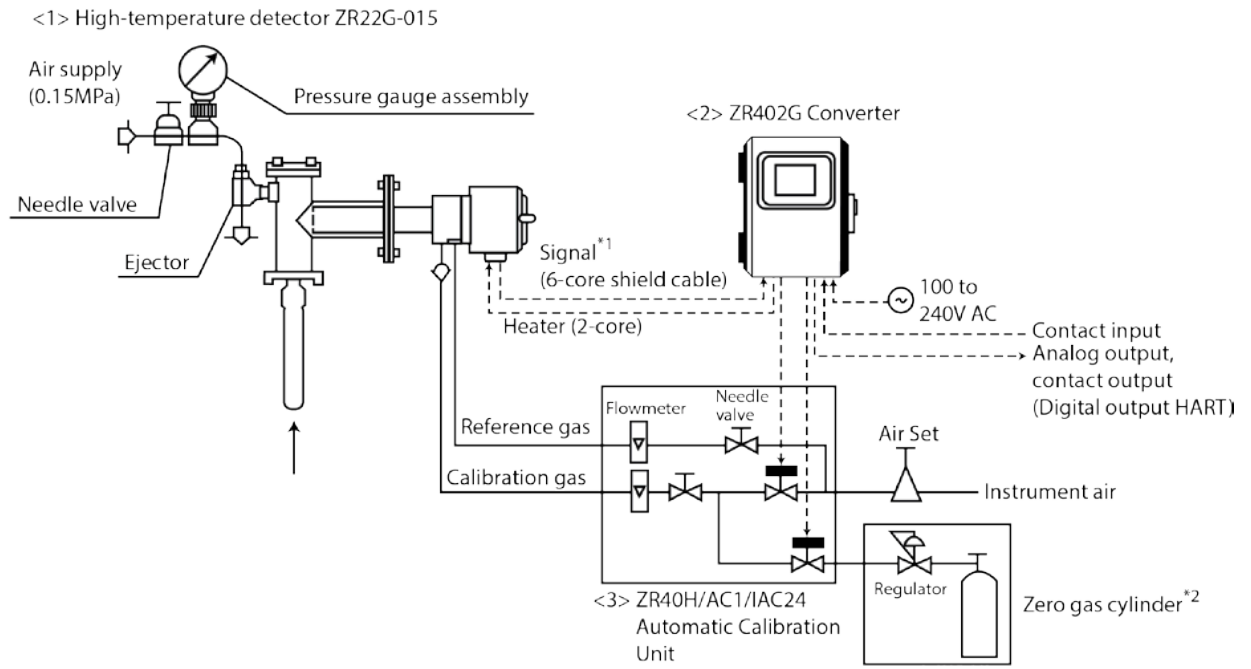 <1> High-temperature detector ZR22G-015
Air supply
(0.15MPa)
Pressure gauge assembly
Needle valve
Ejector
<2> ZR402G Converter
Signal*1
(6-core shield cable)
Heater (2-core)
~
100 to
240V AC
Contact input
Analog output,
contact output
(Digital output HART)
Flowmeter
Needle
valve
Reference gas
Calibration gas
Air Set
Instrument air
<3> ZR40H/AC1/IAC24
Automatic Calibration
Unit
Regulator
Zero gas cylinder*2